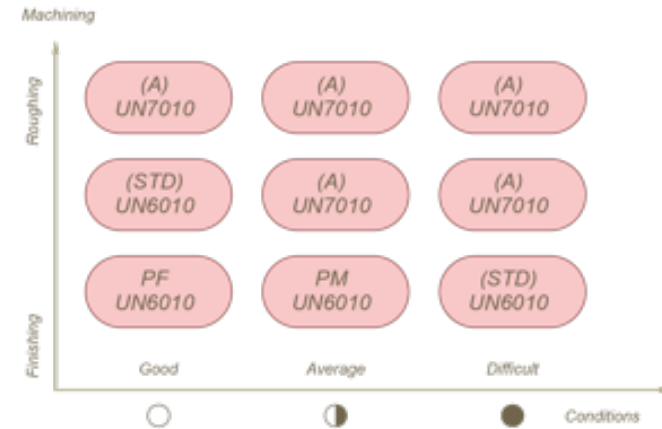 Machining
Roughing
(A) (A) (A)
UN7010 UN7010 UN7010
(STD) (A) (A)
UN6010 UN7010 UN7010
PF PM (STD)
UN6010 UN6010 UN6010
Finishing
Good Average Difficult
Conditions